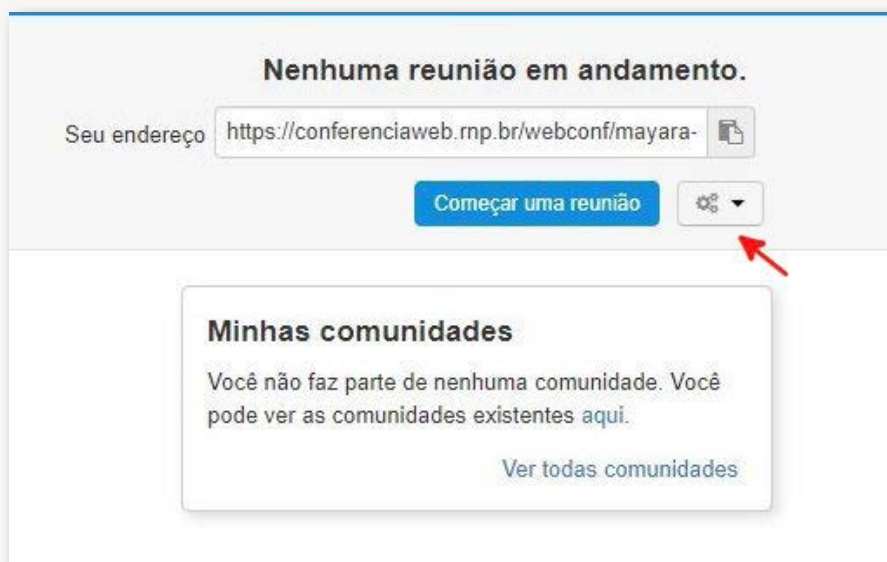 Nenhuma reunião em andamento.
Seu endereço https://conferenciaweb.rnp.br/webconf/mayara-
Começar uma reunião
Minhas comunidades
Você não faz parte de nenhuma comunidade. Você
pode ver as comunidades existentes aqui.
Ver todas comunidades